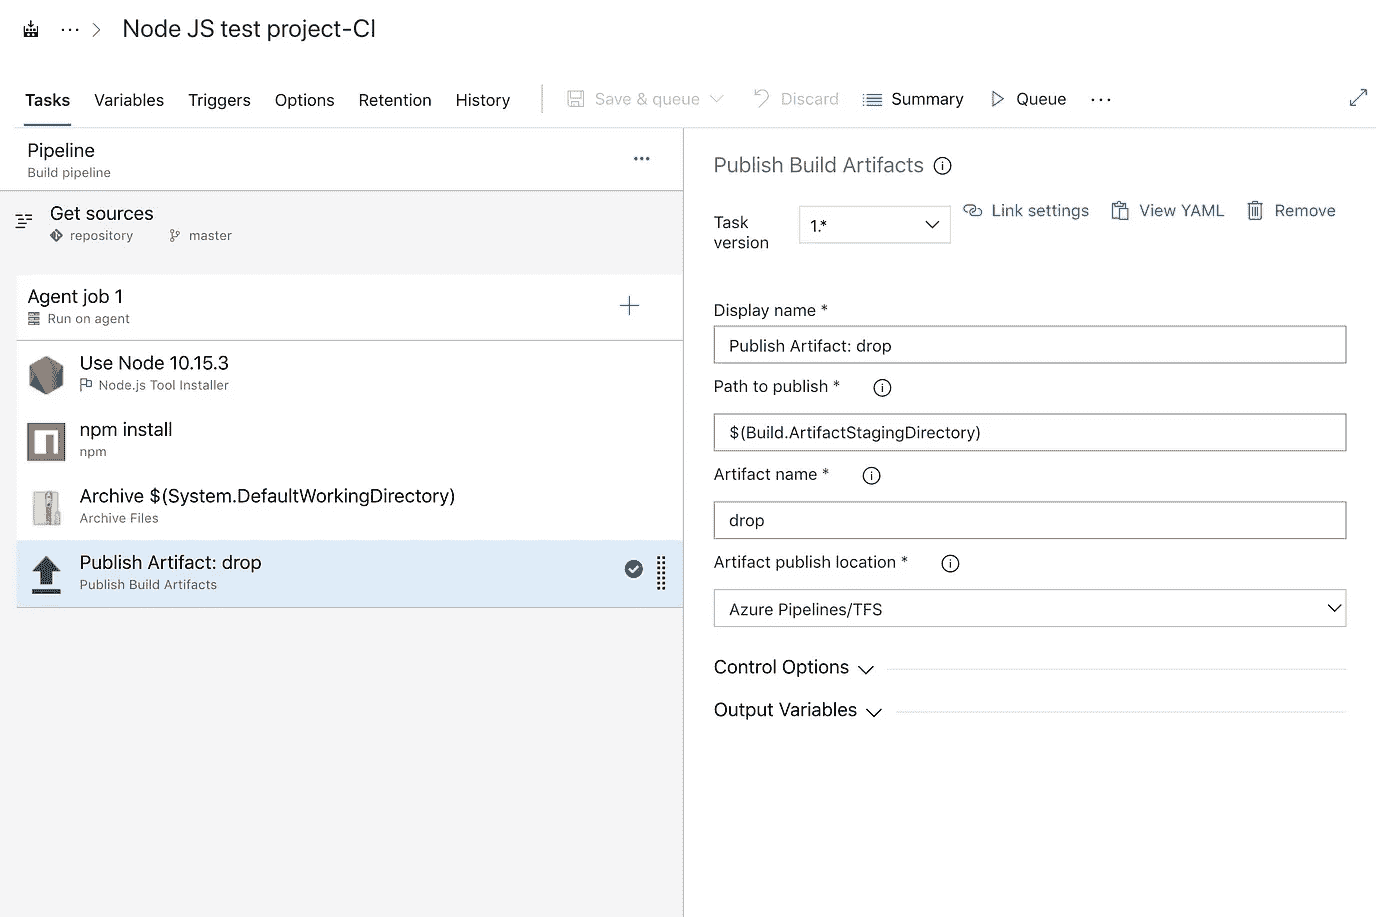 ··· > Node JS test project-CI
Tasks Variables Triggers Options Retention History Save & queue Discard Summary Queue ···
Pipeline
Build pipeline
Get sources
repository master
Agent job 1
Run on agent
Use Node 10.15.3
Node.js Tool Installer
npm install
npm
Archive $(System.DefaultWorkingDirectory)
Archive Files
Publish Artifact: drop
Publish Build Artifacts
Publish Build Artifacts
Task version 1.* Link settings View YAML Remove
Display name *
Publish Artifact: drop
Path to publish *
$(Build.ArtifactStagingDirectory)
Artifact name *
drop
Artifact publish location *
Azure Pipelines/TFS
Control Options
Output Variables